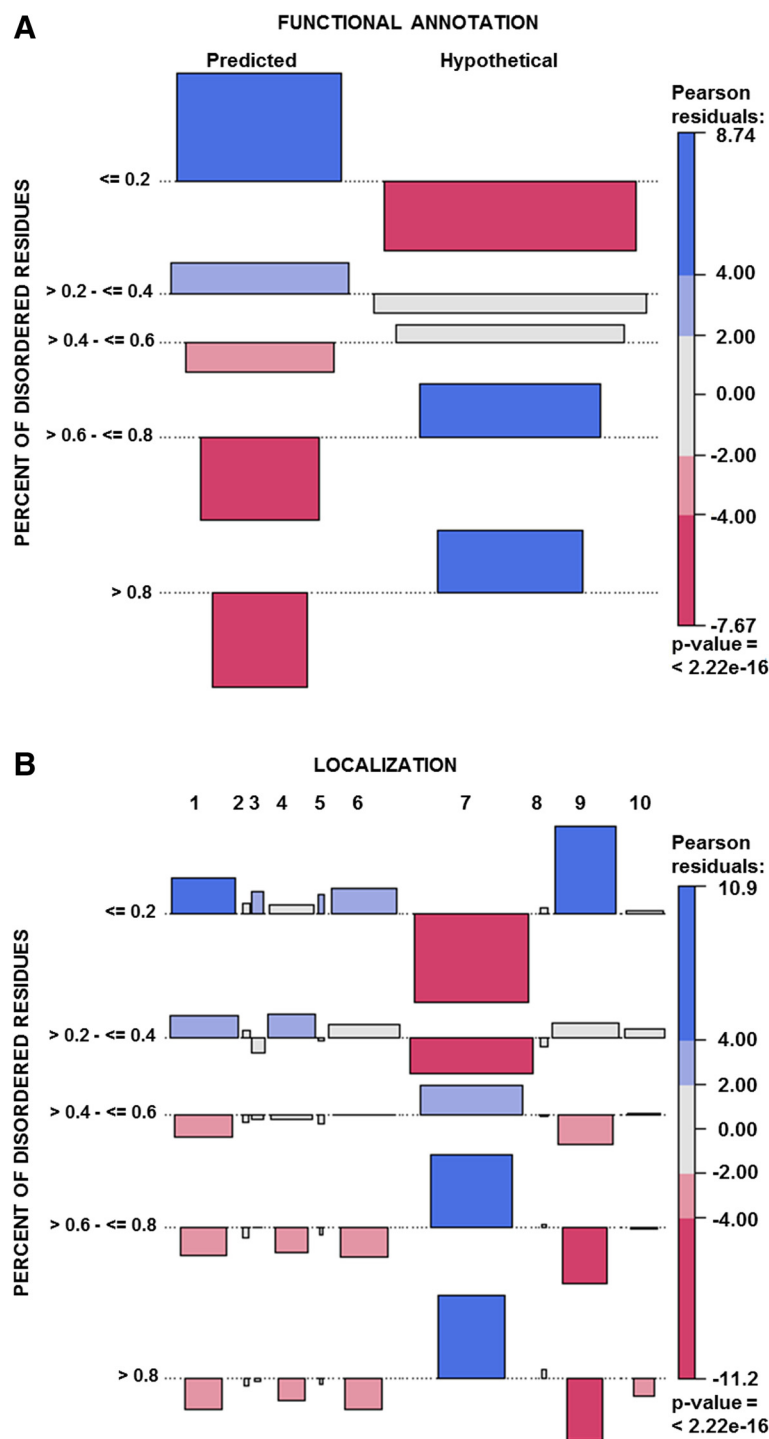 A
FUNCTIONAL ANNOTATION
Predicted Hypothetical
PERCENT OF DISORDERED RESIDUES
<= 0.2
> 0.2 - <= 0.4
> 0.4 - <= 0.6
> 0.6 - <= 0.8
> 0.8
Pearson
residuals:
8.74
4.00
2.00
0.00
-2.00
-4.00
-7.67
p-value =
< 2.22e-16
B
LOCALIZATION
1 2 3 4 5 6 7 8 9 10
PERCENT OF DISORDERED RESIDUES
<= 0.2
> 0.2 - <= 0.4
> 0.4 - <= 0.6
> 0.6 - <= 0.8
> 0.8
Pearson
residuals:
10.9
4.00
2.00
0.00
-2.00
-4.00
-11.2
p-value =
< 2.22e-16